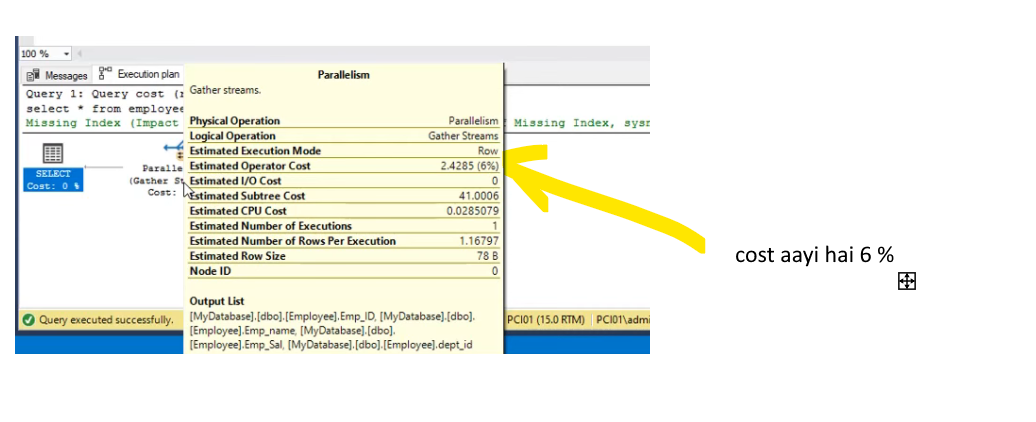 100 %
Messages Execution plan
Query 1: Query cost (
select * from employee
Missing Index (Impact
Missing Index, sys
SELECT
Cost: 0 %
Paralle
(Gather St
Cost:
Parallelism
Gather streams.
Physical Operation Parallelism
Logical Operation Gather Streams
Estimated Execution Mode Row
Estimated Operator Cost 2.4285 (6%)
Estimated I/O Cost 0
Estimated Subtree Cost 41.0006
Estimated CPU Cost 0.0285079
Estimated Number of Executions 1
Estimated Number of Rows Per Execution 1.16797
Estimated Row Size 78 B
Node ID 0
Output List
[MyDatabase].[dbo].[Employee].Emp_ID, [MyDatabase].[dbo].
[Employee].Emp_name, [MyDatabase].[dbo].
[Employee].Emp_Sal, [MyDatabase].[dbo].[Employee].dept_id
Query executed successfully.
PCI01 (15.0 RTM) PCI01\admi
cost aayi hai 6 %